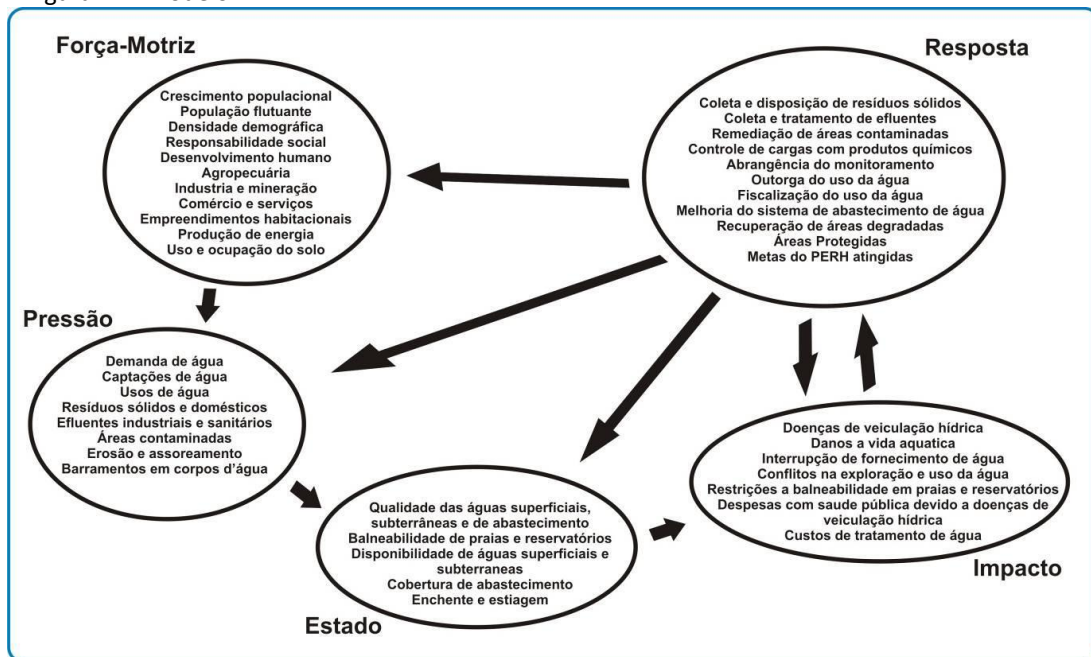 Força-Motriz
Crescimento populacional
População flutuante
Densidade demográfica
Responsabilidade social
Desenvolvimento humano
Agropecuária
Industria e mineração
Comércio e serviços
Empreendimentos habitacionais
Produção de energia
Uso e ocupação do solo
Resposta
Coleta e disposição de resíduos sólidos
Coleta e tratamento de efluentes
Remediação de áreas contaminadas
Controle de cargas com produtos químicos
Abrangência do monitoramento
Outorga do uso da água
Fiscalização do uso da água
Melhoria do sistema de abastecimento de água
Recuperação de áreas degradadas
Áreas Protegidas
Metas do PERH atingidas
Pressão
Demanda de água
Captações de água
Usos de água
Resíduos sólidos e domésticos
Efluentes industriais e sanitários
Áreas contaminadas
Erosão e assoreamento
Barramentos em corpos d'água
Qualidade das águas superficiais,
subterrâneas e de abastecimento
Balneabilidade de praias e reservatórios
Disponibilidade de águas superficiais e
subterraneas
Cobertura de abastecimento
Enchente e estiagem
Estado
Doenças de veiculação hídrica
Danos a vida aquatica
Interrupção de fornecimento de água
Conflitos na exploração e uso da água
Restrições a balneabilidade em praias e reservatórios
Despesas com saude pública devido a doenças de
veiculação hídrica
Custos de tratamento de água
Impacto